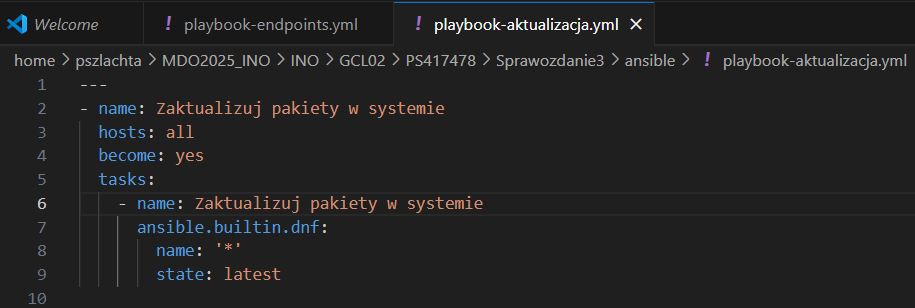 Welcome ! playbook-endpoints.yml ! playbook-aktualizacja.yml ×
home > pszlachta > MDO2025_INO > INO > GCL02 > PS417478 > Sprawozdanie3 > ansible > ! playbook-aktualizacja.yml
1 ---
2 - name: Zaktualizuj pakiety w systemie
3   hosts: all
4   become: yes
5   tasks:
6     - name: Zaktualizuj pakiety w systemie
7       ansible.builtin.dnf:
8         name: '*'
9         state: latest
10